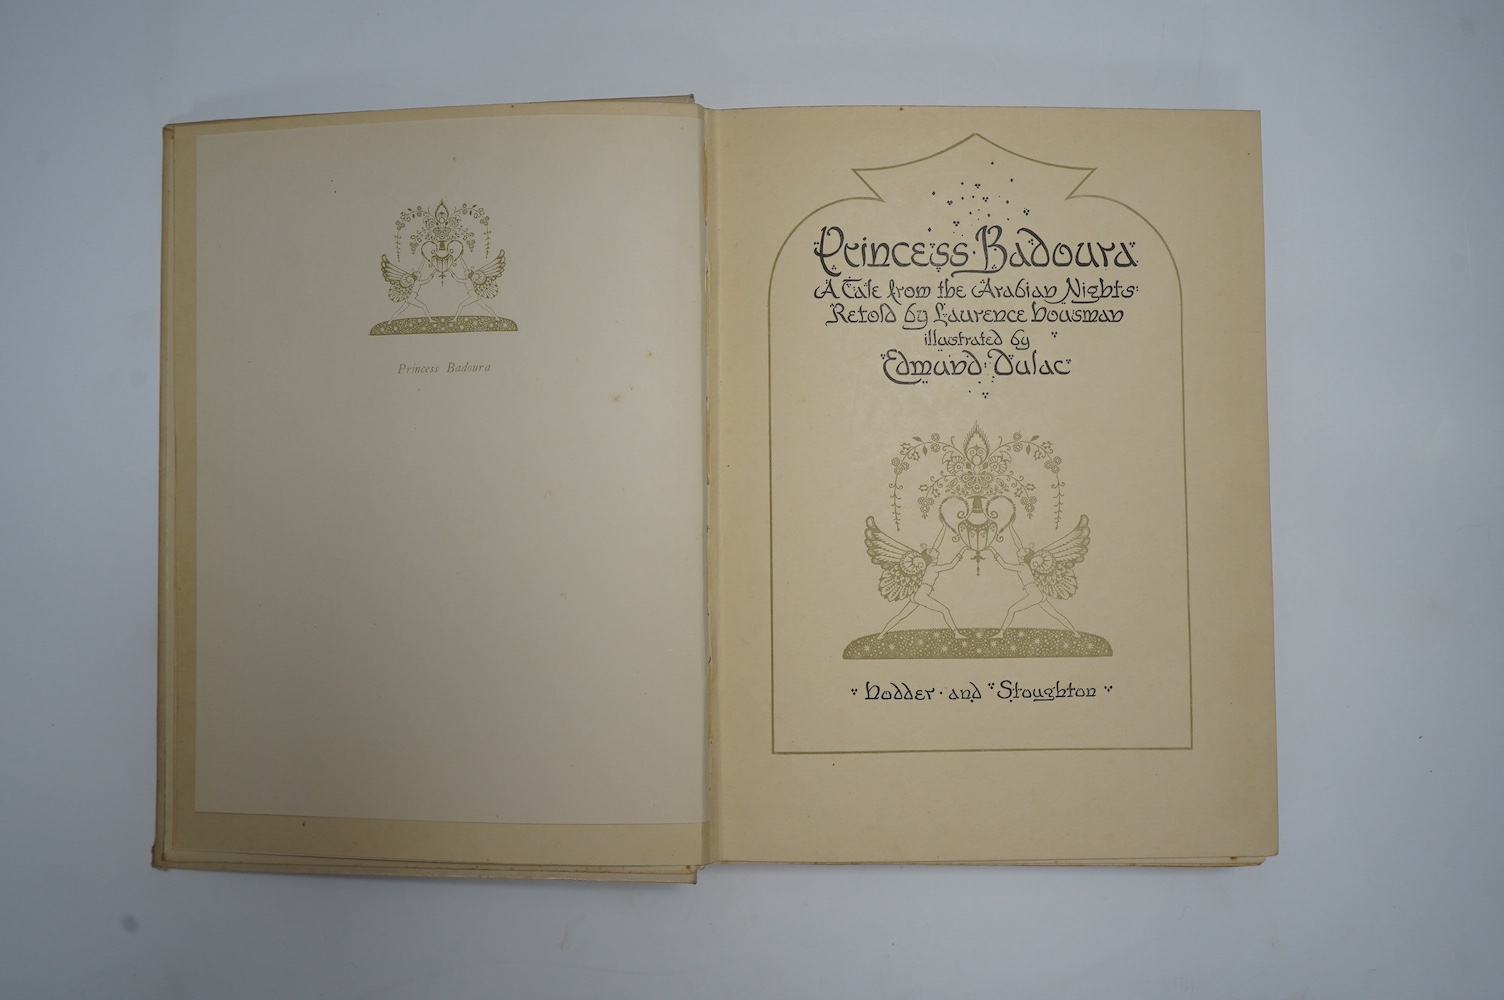 Princess Badoura
Princess · Badoura
A Tale from the Arabian Nights:
Retold by Laurence Housman
illustrated by
Edmund · Dulac
Hodder · and Stoughton